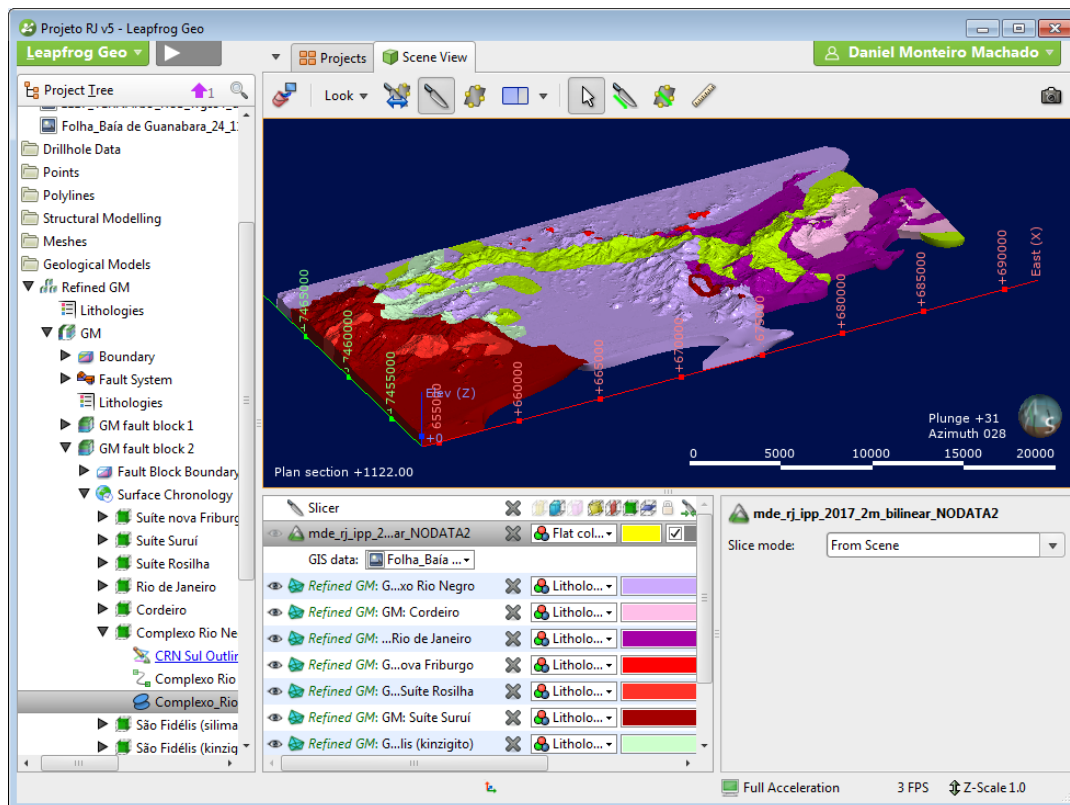 Projeto RJ v5 - Leapfrog Geo
Leapfrog Geo
Projects
Scene View
Daniel Monteiro Machado
Project Tree
1
Look
Folha_Baía de Guanabara_24_1
Drillhole Data
Points
Polylines
Structural Modelling
Meshes
Geological Models
Refined GM
Lithologies
GM
Boundary
Fault System
Lithologies
GM fault block 1
GM fault block 2
Fault Block Boundary
Surface Chronology
Suíte nova Friburg
Suíte Suruí
Suíte Rosilha
Rio de Janeiro
Cordeiro
Complexo Rio Ne
CRN Sul Outlin
Complexo Rio
Complexo_Rio
São Fidélis (silima
São Fidélis (kinzig
+7465000
+7460000
+7455000
Elev (Z)
+0
+655000
+660000
+665000
+670000
+675000
+680000
+685000
+690000
East (X)
Plunge +31
Azimuth 028
0 5000 10000 15000 20000
Plan section +1122.00
Slicer
mde_rj_ipp_2...ar_NODATA2 Flat col...
GIS data: Folha_Baía ...
Refined GM: G...xo Rio Negro Litholo...
Refined GM: GM: Cordeiro Litholo...
Refined GM: ...Rio de Janeiro Litholo...
Refined GM: G...ova Friburgo Litholo...
Refined GM: G...Suíte Rosilha Litholo...
Refined GM: GM: Suíte Suruí Litholo...
Refined GM: G...lis (kinzigito) Litholo...
mde_rj_ipp_2017_2m_bilinear_NODATA2
Slice mode: From Scene
Full Acceleration 3 FPS Z-Scale 1.0